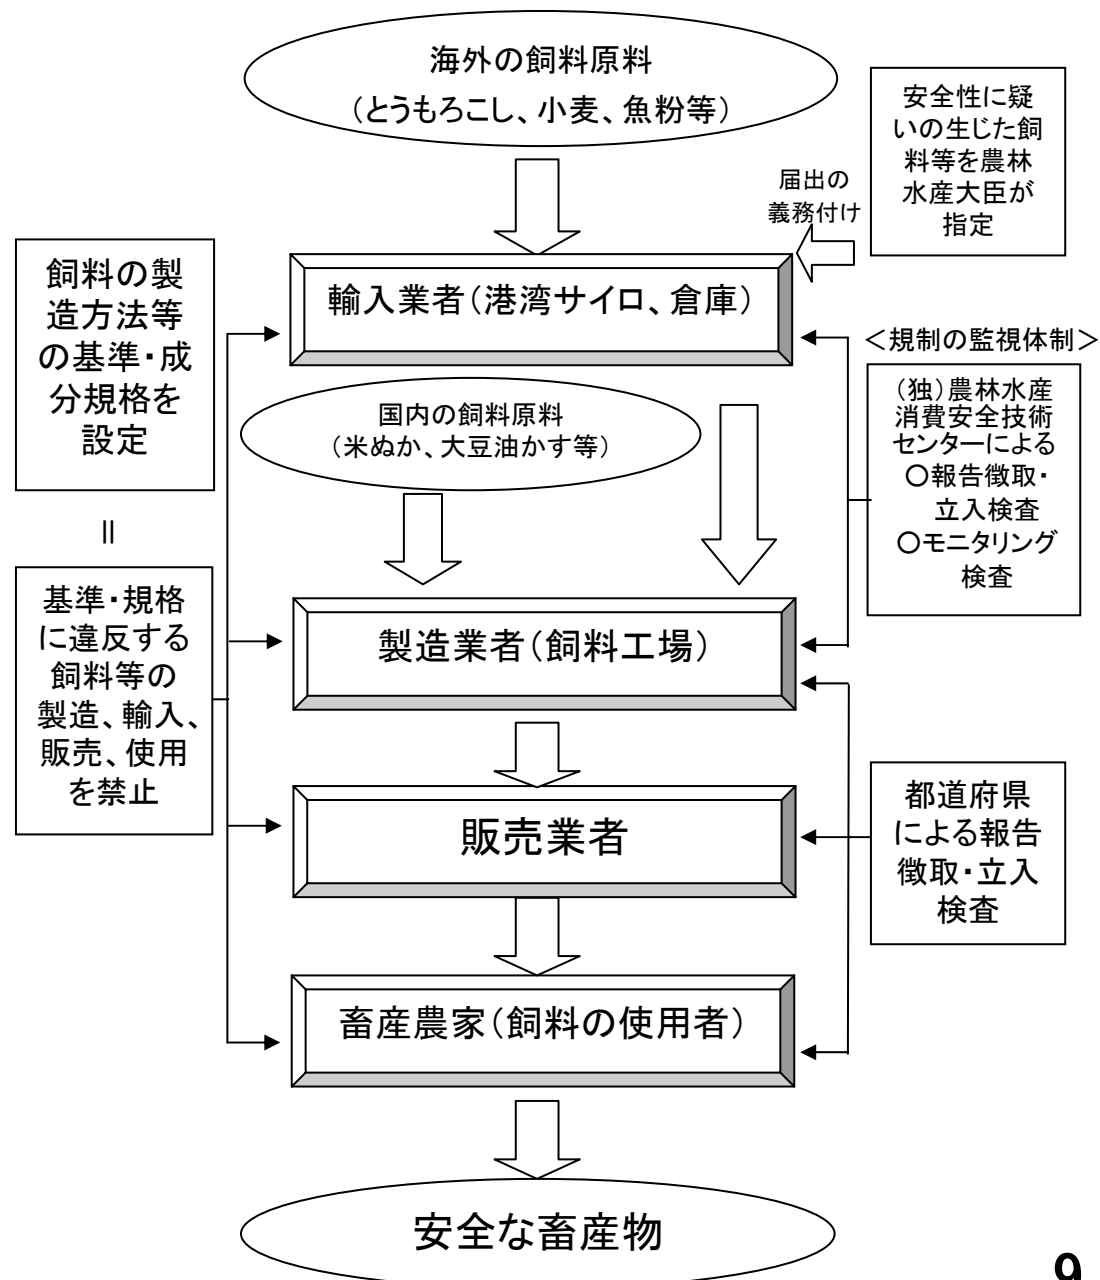 海外の飼料原料
（とうもろこし、小麦、魚粉等）
安全性に疑
いの生じた飼
料等を農林
水産大臣が
指定
届出の
義務付け
輸入業者（港湾サイロ、倉庫）
飼料の製
造方法等
の基準・成
分規格を
設定
＝
基準・規格
に違反する
飼料等の
製造、輸入、
販売、使用
を禁止
＜規制の監視体制＞
（独）農林水産
消費安全技術
センターによる
○報告徴取・
立入検査
○モニタリング
検査
国内の飼料原料
（米ぬか、大豆油かす等）
製造業者（飼料工場）
販売業者
都道府県
による報告
徴取・立入
検査
畜産農家（飼料の使用者）
安全な畜産物
9